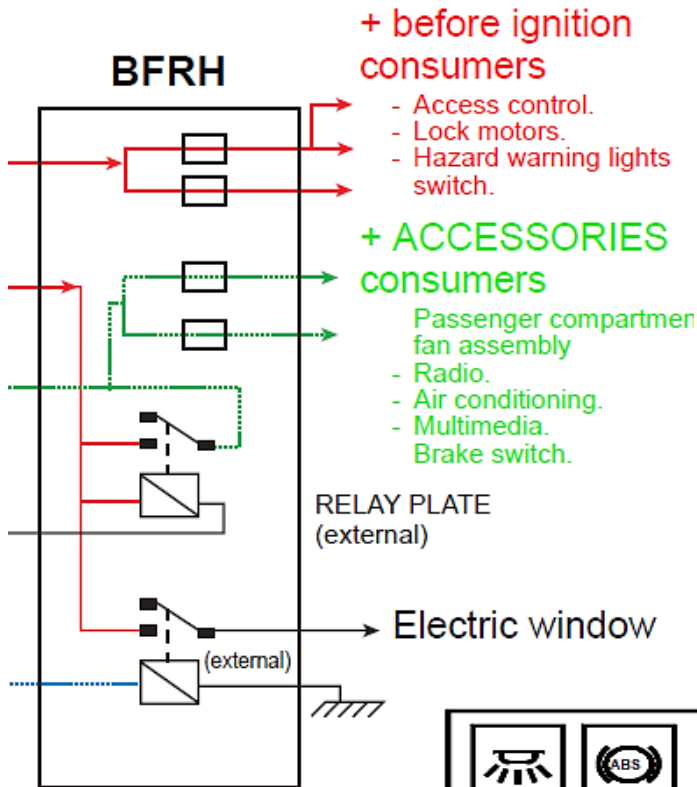 BFRH
+ before ignition
consumers
- Access control.
- Lock motors.
- Hazard warning lights
switch.
+ ACCESSORIES
consumers
Passenger compartmen
fan assembly
- Radio.
- Air conditioning.
- Multimedia.
Brake switch.
RELAY PLATE
(external)
Electric window
(external)
ABS